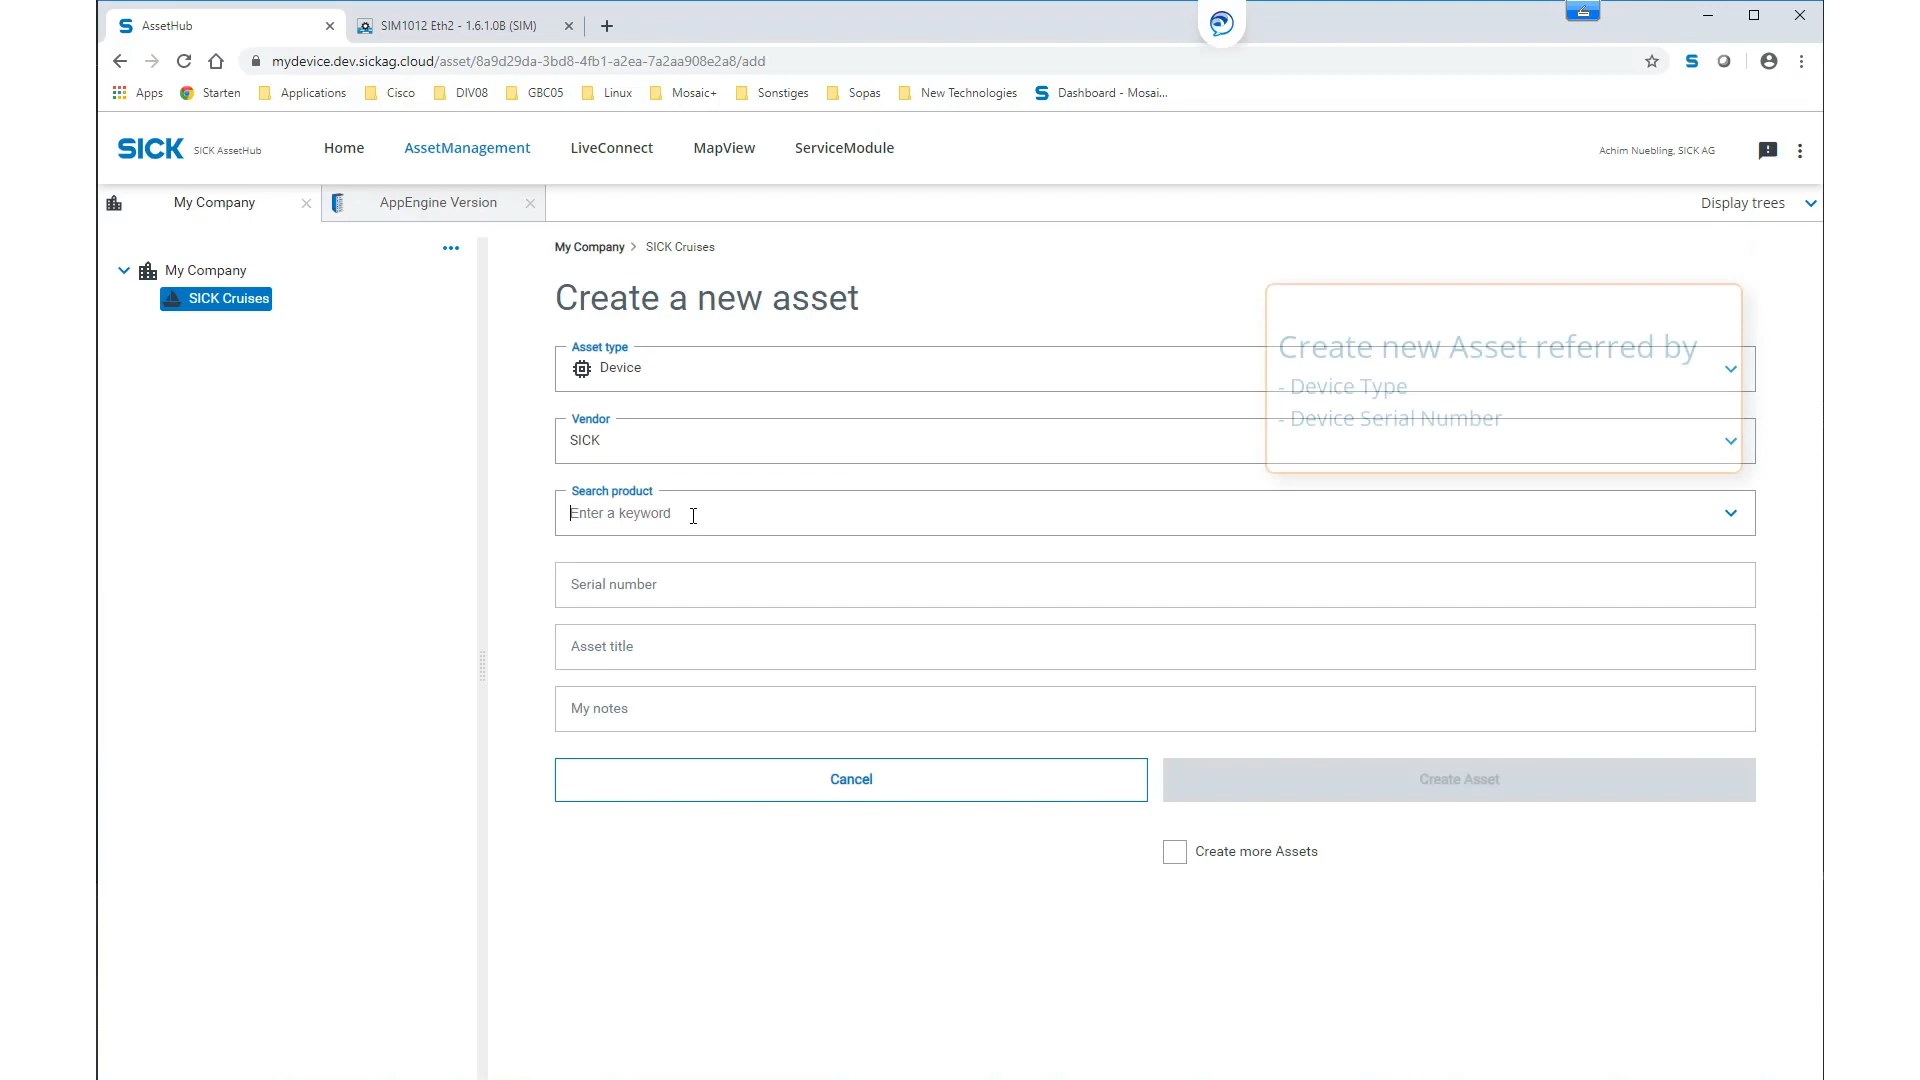 AssetHub
SIM1012 Eth2 - 1.6.1.0B (SIM)
mydevice.dev.sickag.cloud/asset/8a9d29da-3bd8-4fb1-a2ea-7a2aa908e2a8/add
Apps Starten Applications Cisco DIV08 GBC05 Linux Mosaic+ Sonstiges Sopas New Technologies Dashboard - Mosai...
SICK SICK AssetHub Home AssetManagement LiveConnect MapView ServiceModule Achim Nuebling, SICK AG
My Company AppEngine Version Display trees
My Company
SICK Cruises
My Company > SICK Cruises
Create a new asset
Create new Asset referred by
- Device Type
- Device Serial Number
Asset type
Device
Vendor
SICK
Search product
Enter a keyword
Serial number
Asset title
My notes
Cancel Create Asset
Create more Assets